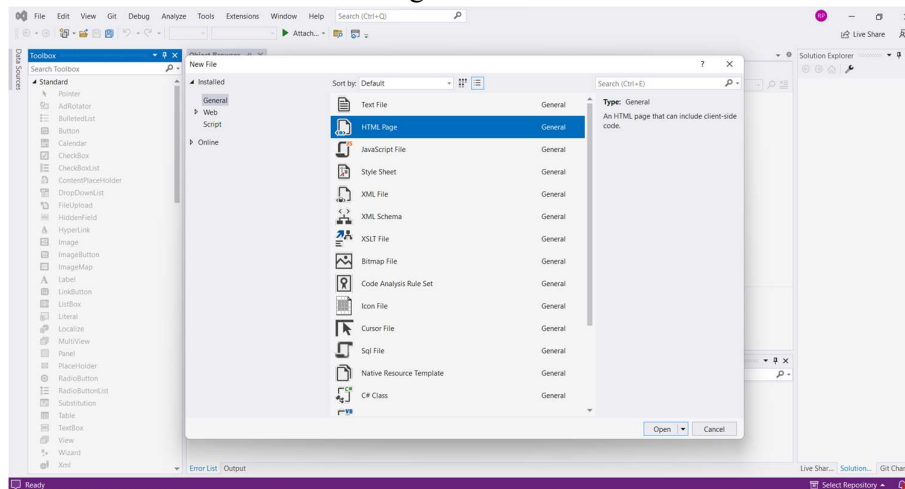 File Edit View Git Debug Analyze Tools Extensions Window Help Search (Ctrl+Q) RP
Attach... Live Share
Data Sources
Toolbox
Search Toolbox
Standard
Pointer
AdRotator
BulletedList
Button
Calendar
CheckBox
CheckBoxList
ContentPlaceHolder
DropDownList
FileUpload
HiddenField
HyperLink
Image
ImageButton
ImageMap
Label
LinkButton
ListBox
Literal
Localize
MultiView
Panel
PlaceHolder
RadioButton
RadioButtonList
Substitution
Table
TextBox
View
Wizard
Xml
New File ?
Installed
General
Web
Script
Online
Sort by: Default
Search (Ctrl+E)
Text File General
HTML Page General
JavaScript File General
Style Sheet General
XML File General
XML Schema General
XSLT File General
Bitmap File General
Code Analysis Rule Set General
Icon File General
Cursor File General
Sql File General
Native Resource Template General
C# Class General
Type: General
An HTML page that can include client-side
code.
Open Cancel
Solution Explorer
Error List Output
Live Shar... Solution... Git Chan
Ready Select Repository